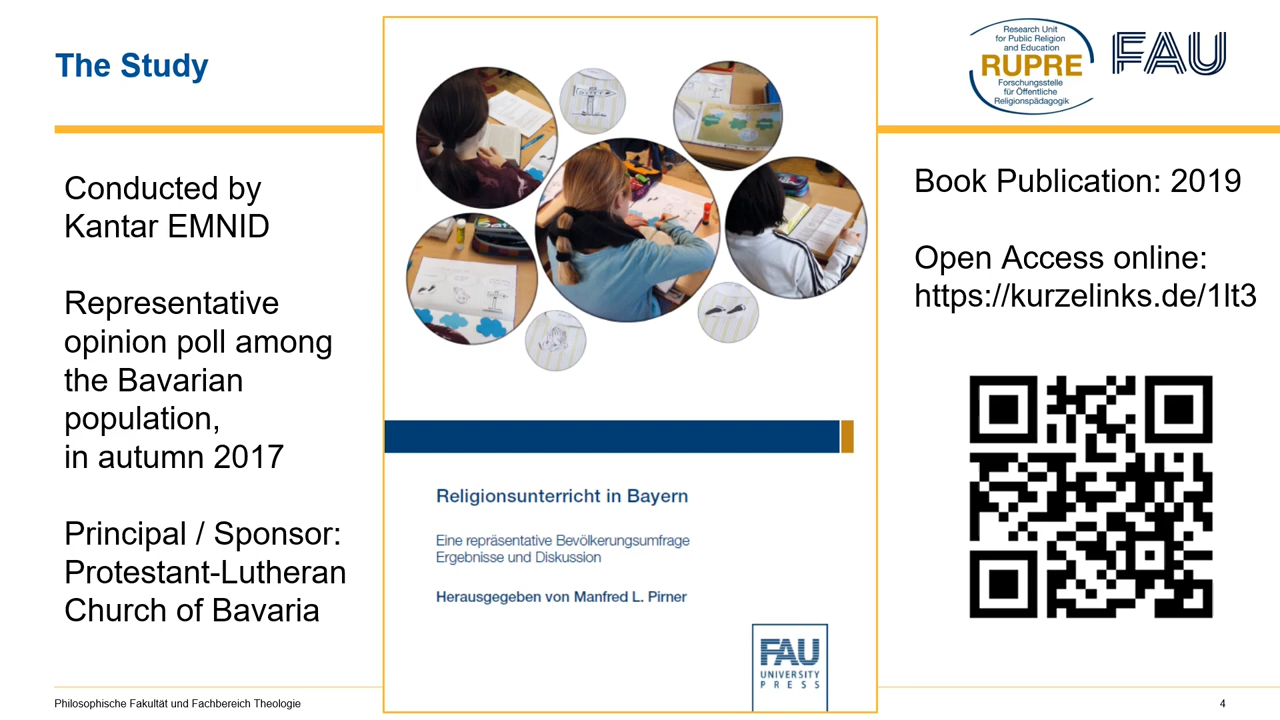 The Study
Research Unit
for Public Religion
and Education
RUPRE
Forschungsstelle
für Öffentliche
Religionspädagogik
FAU
Conducted by
Kantar EMNID
Representative
opinion poll among
the Bavarian
population,
in autumn 2017
Principal / Sponsor:
Protestant-Lutheran
Church of Bavaria
Religionsunterricht in Bayern
Eine repräsentative Bevölkerungsumfrage
Ergebnisse und Diskussion
Herausgegeben von Manfred L. Pirner
FAU
UNIVERSITY
PRESS
Book Publication: 2019
Open Access online:
https://kurzelinks.de/1lt3
Philosophische Fakultät und Fachbereich Theologie
4